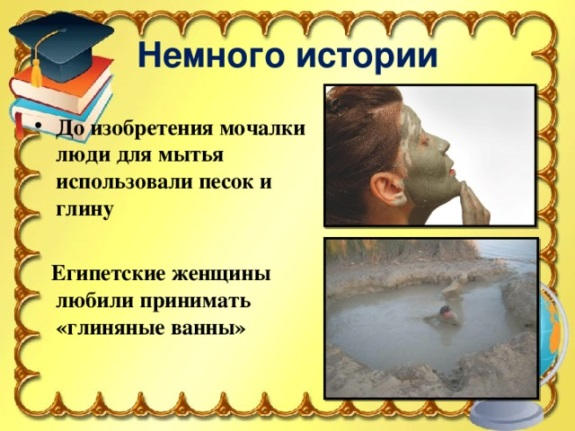 Немного истории
• До изобретения мочалки
люди для мытья
использовали песок и
глину
Египетские женщины
любили принимать
«глиняные ванны»